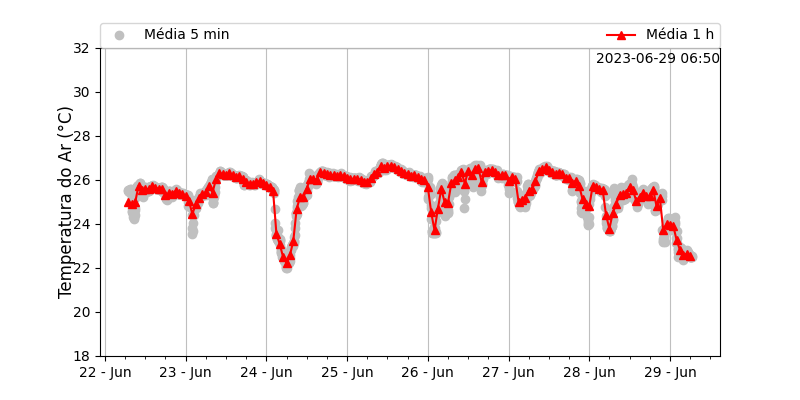 Média 5 min
Média 1 h
2023-06-29 06:50
Temperatura do Ar (°C)
32
30
28
26
24
22
20
18
22 - Jun
23 - Jun
24 - Jun
25 - Jun
26 - Jun
27 - Jun
28 - Jun
29 - Jun